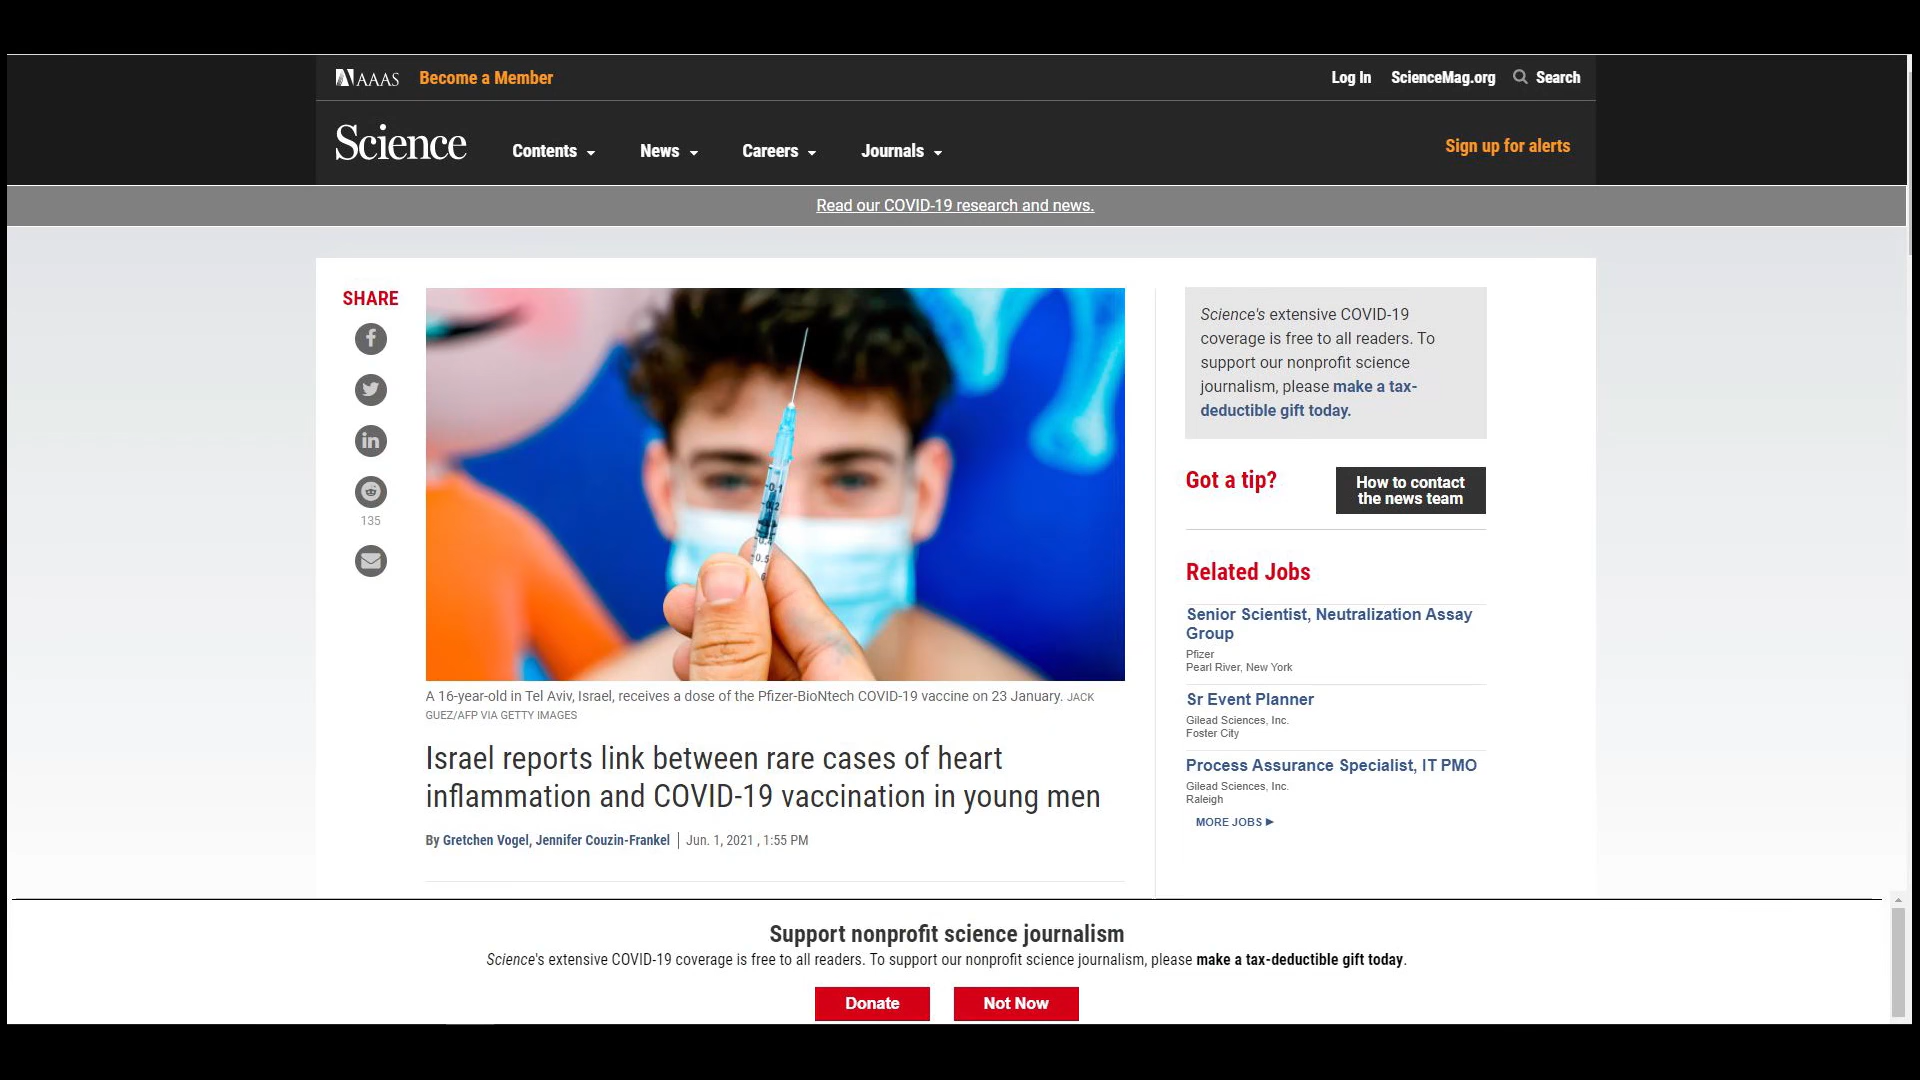 AAAS Become a Member
Log In ScienceMag.org Search
Science Contents News Careers Journals
Sign up for alerts
Read our COVID-19 research and news.
SHARE
135
0.5
A 16-year-old in Tel Aviv, Israel, receives a dose of the Pfizer-BioNtech COVID-19 vaccine on 23 January. JACK
GUEZ/AFP VIA GETTY IMAGES
Israel reports link between rare cases of heart
inflammation and COVID-19 vaccination in young men
By Gretchen Vogel, Jennifer Couzin-Frankel | Jun. 1, 2021 , 1:55 PM
Science's extensive COVID-19
coverage is free to all readers. To
support our nonprofit science
journalism, please make a tax-
deductible gift today.
Got a tip?
How to contact
the news team
Related Jobs
Senior Scientist, Neutralization Assay
Group
Pfizer
Pearl River, New York
Sr Event Planner
Gilead Sciences, Inc.
Foster City
Process Assurance Specialist, IT PMO
Gilead Sciences, Inc.
Raleigh
MORE JOBS ►
Support nonprofit science journalism
Science's extensive COVID-19 coverage is free to all readers. To support our nonprofit science journalism, please make a tax-deductible gift today.
Donate Not Now